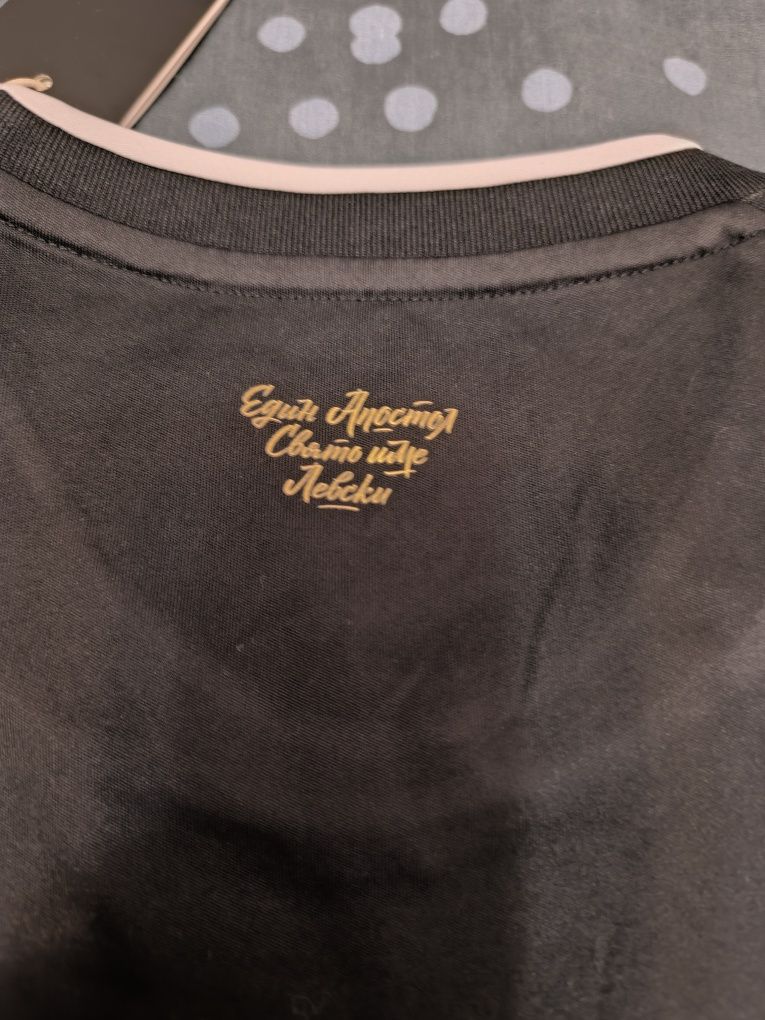 Един Апостол
Свято име
Левски